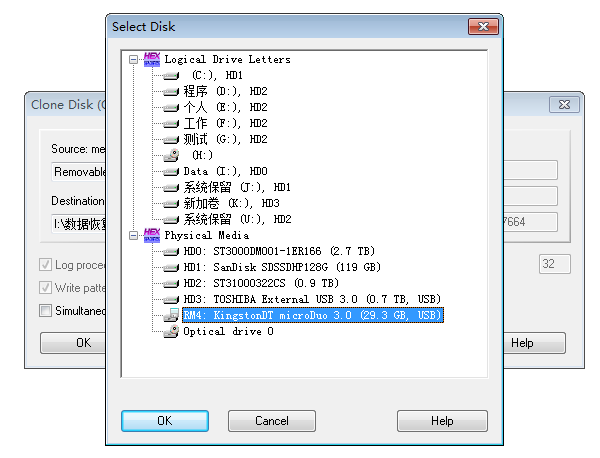 Select Disk
Logical Drive Letters
(C:), HD1
程序 (D:), HD2
个人 (E:), HD2
工作 (F:), HD2
测试 (G:), HD2
(H:)
Data (I:), HD0
系统保留 (J:), HD1
新加卷 (K:), HD3
系统保留 (U:), HD2
Physical Media
HD0: ST3000DM001-1ER166 (2.7 TB)
HD1: SanDisk SDSSDHP128G (119 GB)
HD2: ST31000322CS (0.9 TB)
HD3: TOSHIBA External USB 3.0 (0.7 TB, USB)
RM4: KingstonDT microDuo 3.0 (29.3 GB, USB)
Optical drive 0
OK
Cancel
Help
Clone Disk (
Source: me
Removable
Destination
I:\数据恢复
7664
Log proce
32
Write patte
Simultaneo
OK
Help